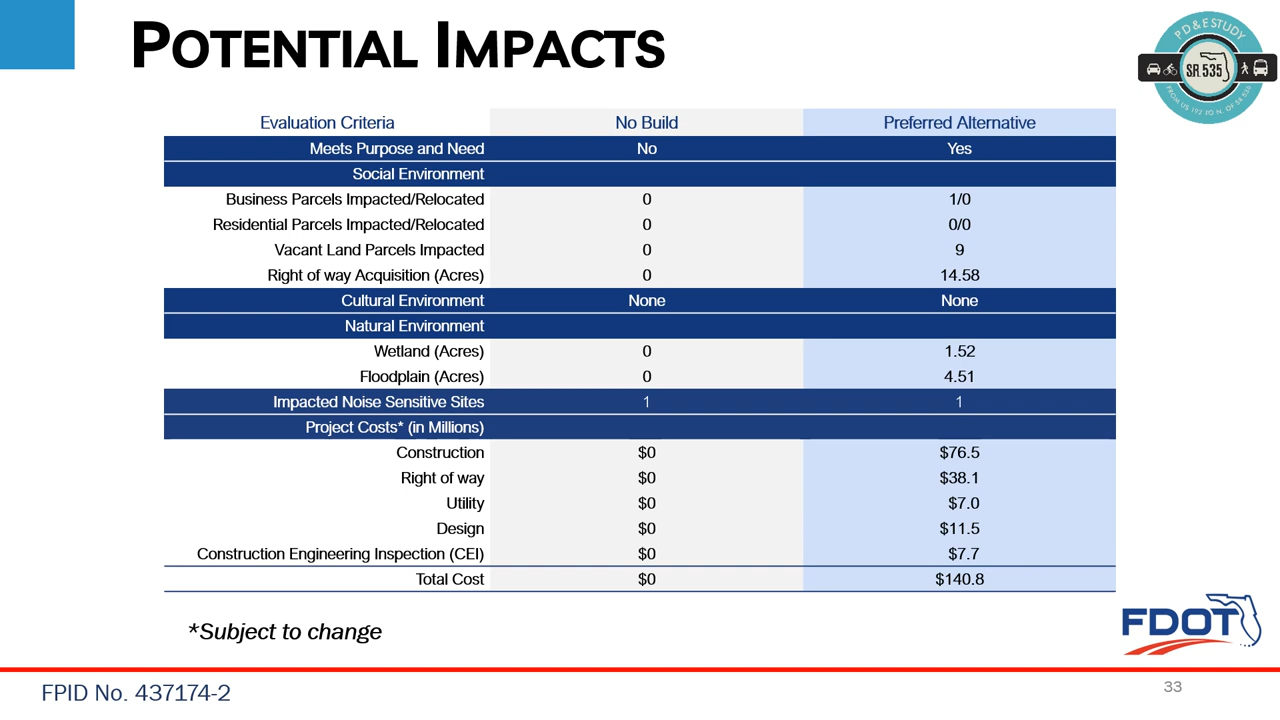 POTENTIAL IMPACTS
PD&E STUDY
SR 535
FROM US 192 TO N. OF SR 536
Evaluation Criteria No Build Preferred Alternative
Meets Purpose and Need No Yes
Social Environment
Business Parcels Impacted/Relocated 0 1/0
Residential Parcels Impacted/Relocated 0 0/0
Vacant Land Parcels Impacted 0 9
Right of way Acquisition (Acres) 0 14.58
Cultural Environment None None
Natural Environment
Wetland (Acres) 0 1.52
Floodplain (Acres) 0 4.51
Impacted Noise Sensitive Sites 1 1
Project Costs* (in Millions)
Construction $0 $76.5
Right of way $0 $38.1
Utility $0 $7.0
Design $0 $11.5
Construction Engineering Inspection (CEI) $0 $7.7
Total Cost $0 $140.8
*Subject to change
FDOT
FPID No. 437174-2
33